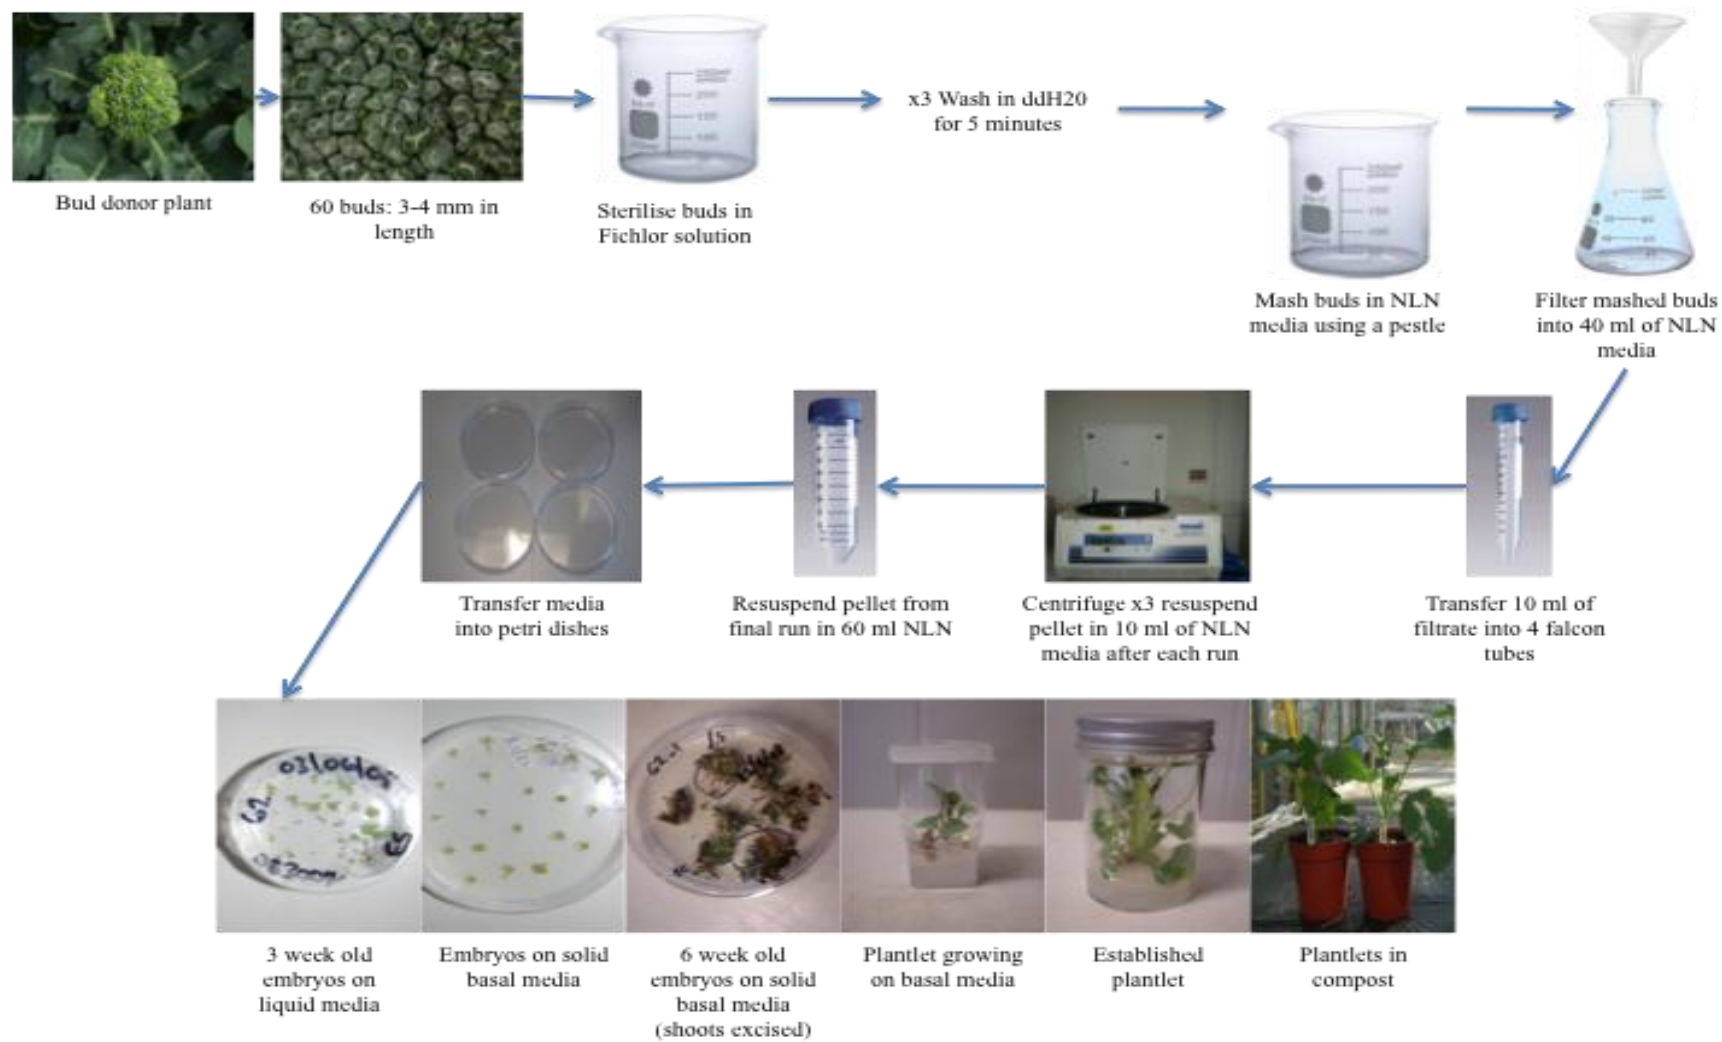 Bud donor plant
60 buds: 3-4 mm in
length
Sterilise buds in
Fichlor solution
x3 Wash in ddH20
for 5 minutes
Mash buds in NLN
media using a pestle
Filter mashed buds
into 40 ml of NLN
media
Transfer media
into petri dishes
Resuspend pellet from
final run in 60 ml NLN
Centrifuge x3 resuspend
pellet in 10 ml of NLN
media after each run
Transfer 10 ml of
filtrate into 4 falcon
tubes
03/06/05
62
3 week old
embryos on
liquid media
Embryos on solid
basal media
6 week old
embryos on solid
basal media
(shoots excised)
Plantlet growing
on basal media
Established
plantlet
Plantlets in
compost